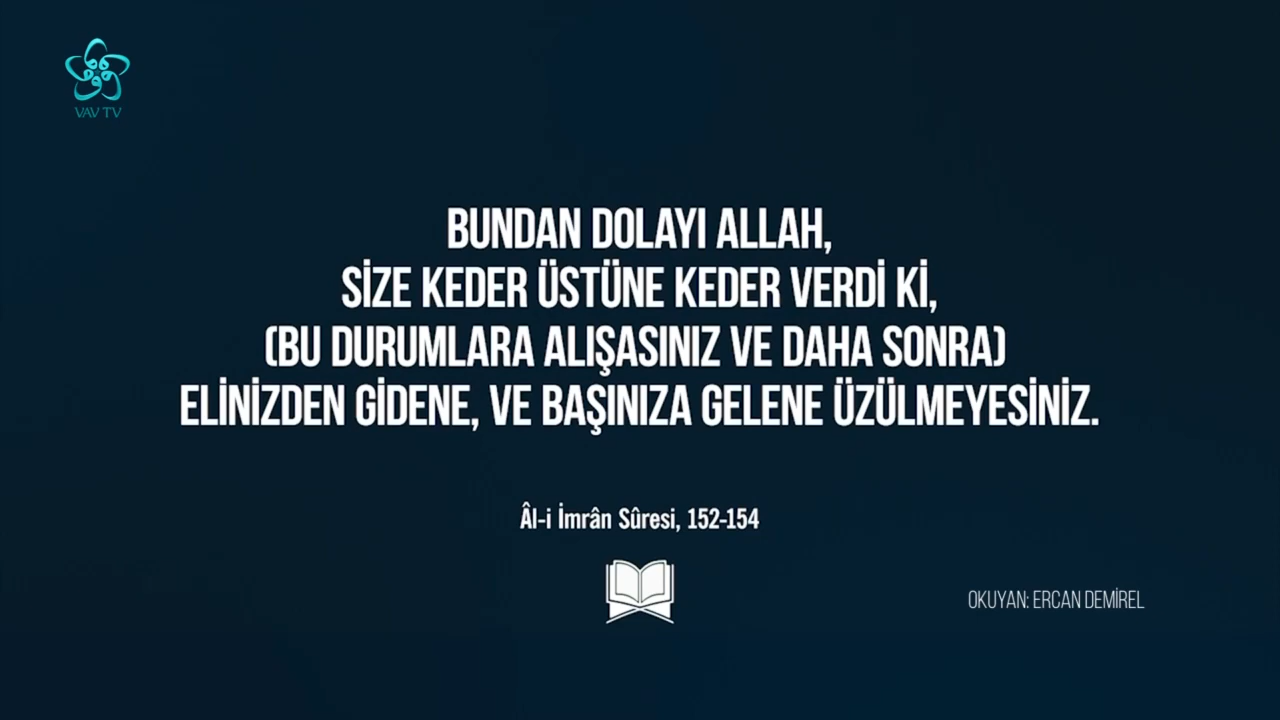 VAV TV
BUNDAN DOLAYI ALLAH,
SİZE KEDER ÜSTÜNE KEDER VERDİ Kİ,
(BU DURUMLARA ALIŞASINIZ VE DAHA SONRA)
ELİNİZDEN GİDENE, VE BAŞINIZA GELENE ÜZÜLMEYESİNİZ.
Âl-i İmrân Sûresi, 152-154
OKUYAN: ERCAN DEMİREL